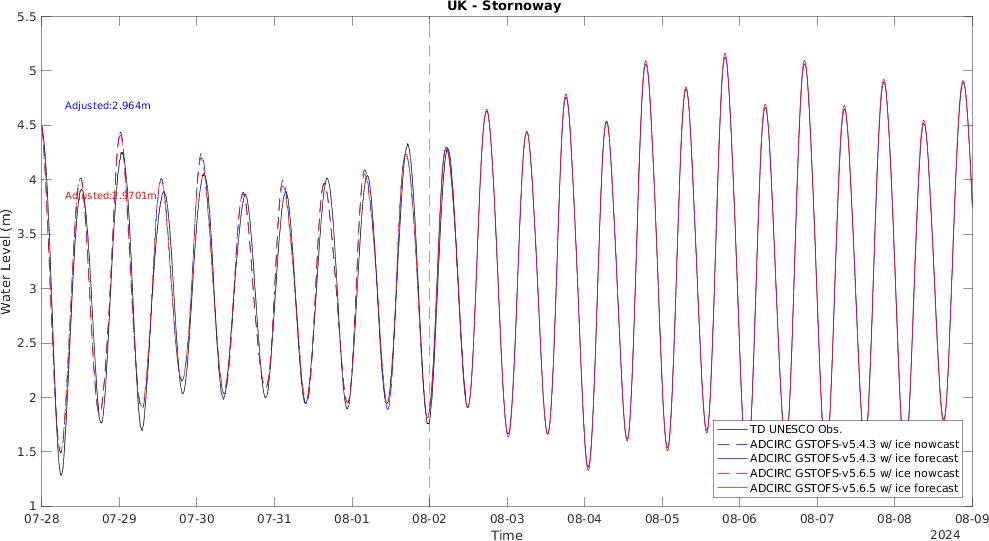 UK - Stornoway
5.5
5
4.5
4
3.5
3
2.5
2
1.5
1
Water Level (m)
Adjusted:2.964m
Adjusted:2.9701m
TD UNESCO Obs.
ADCIRC GSTOFS-v5.4.3 w/ ice nowcast
ADCIRC GSTOFS-v5.4.3 w/ ice forecast
ADCIRC GSTOFS-v5.6.5 w/ ice nowcast
ADCIRC GSTOFS-v5.6.5 w/ ice forecast
07-28 07-29 07-30 07-31 08-01 08-02 08-03 08-04 08-05 08-06 08-07 08-08 08-09
Time
2024